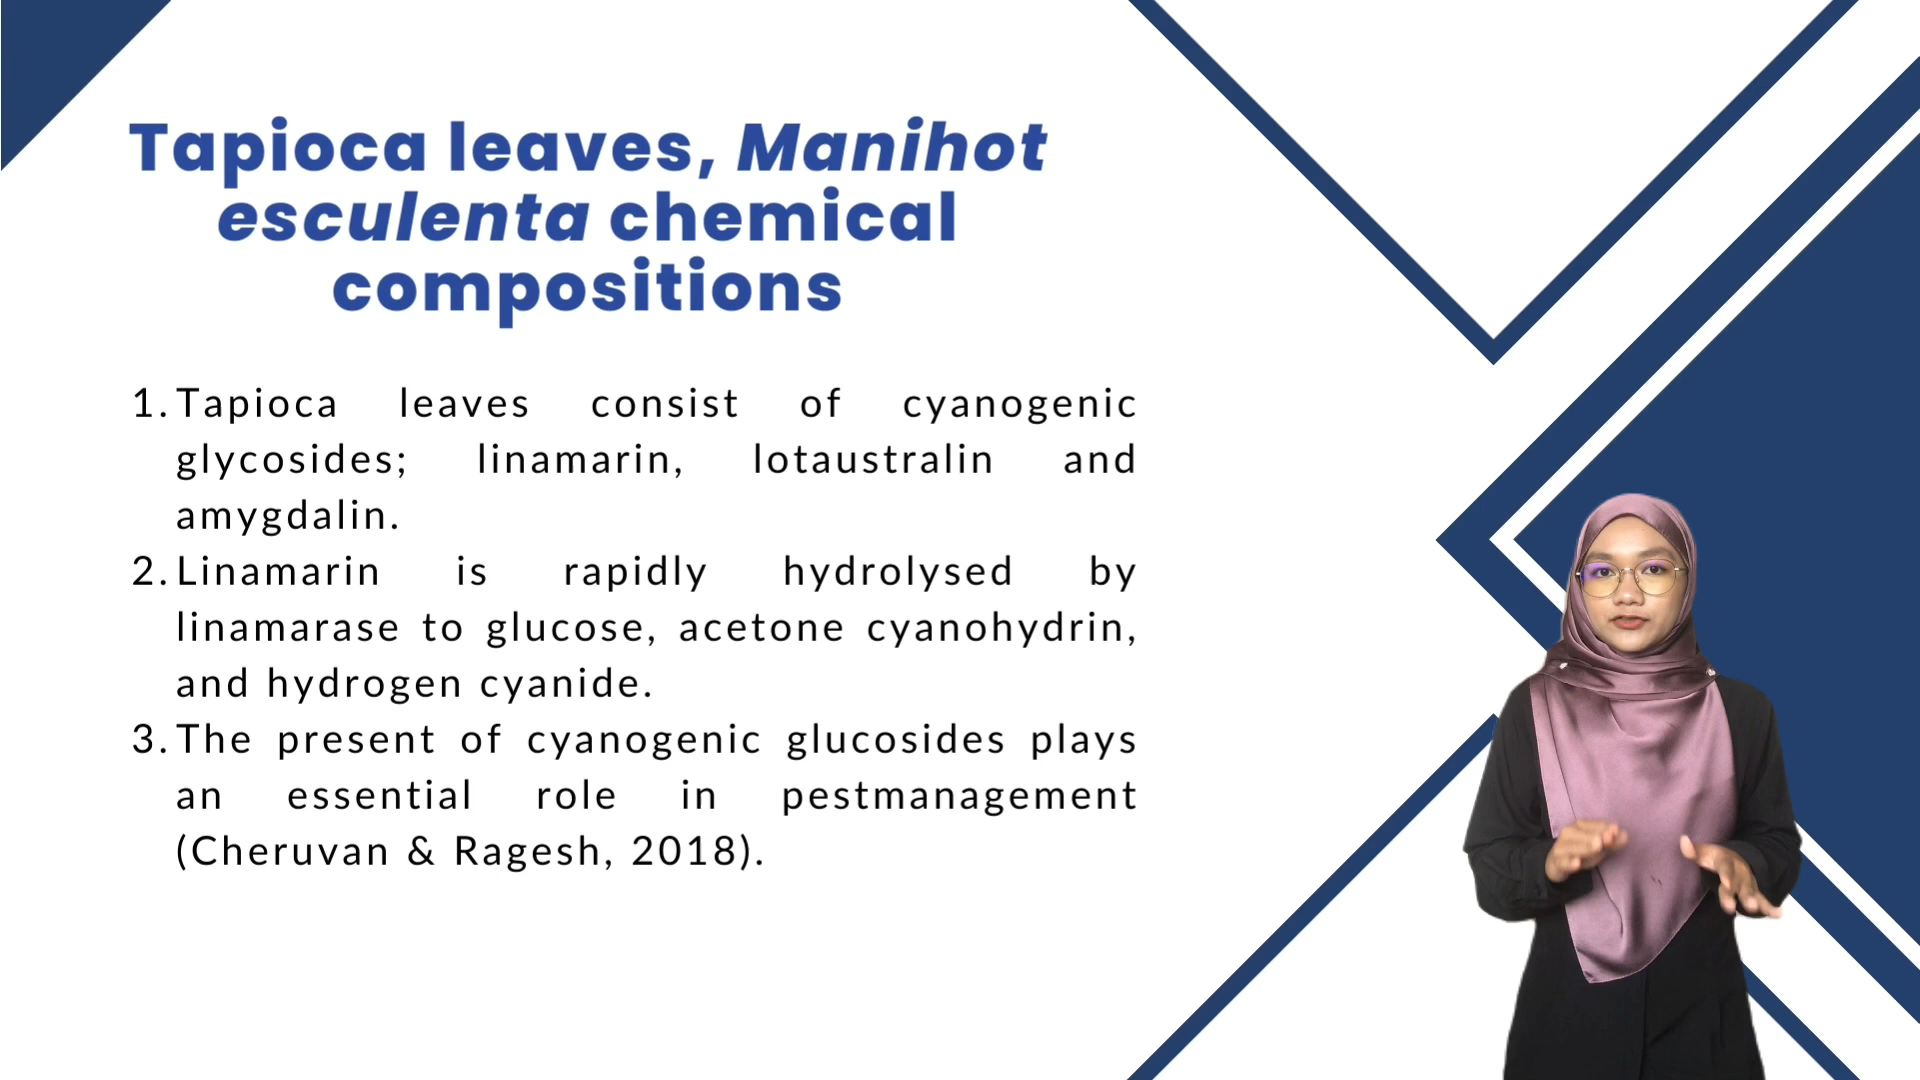 Tapioca leaves, Manihot
esculenta chemical
compositions
1. Tapioca leaves consist of cyanogenic
glycosides; linamarin, lotaustralin and
amygdalin.
2. Linamarin is rapidly hydrolysed by
linamarase to glucose, acetone cyanohydrin,
and hydrogen cyanide.
3. The present of cyanogenic glucosides plays
an essential role in pestmanagement
(Cheruvan & Ragesh, 2018).